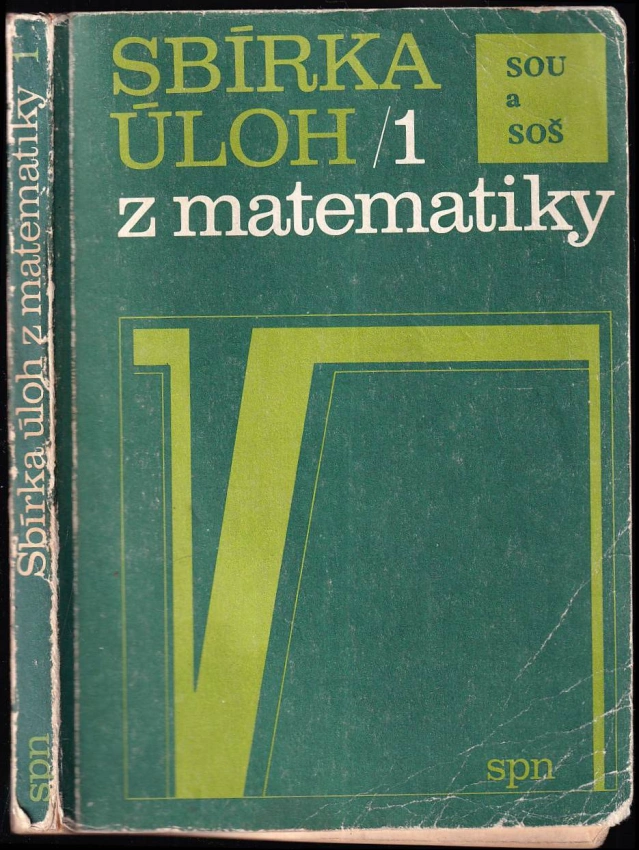 SBÍRKA
ÚLOH /1
z matematiky
SOU
a
SOŠ
spn
Sbírka úloh z matematiky 1
spn